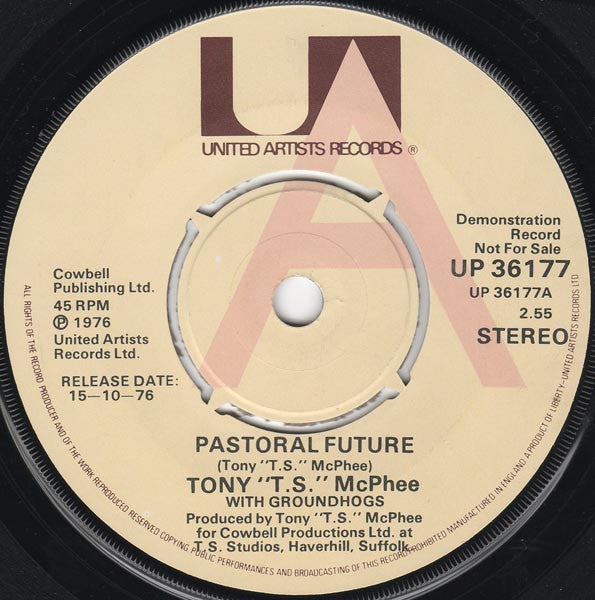 UA
UNITED ARTISTS RECORDS ®
A
Demonstration
Record
Not For Sale
UP 36177
UP 36177A
2.55
STEREO
Cowbell
Publishing Ltd.
45 RPM
Ⓟ 1976
United Artists
Records Ltd.
RELEASE DATE:
15-10-76
PASTORAL FUTURE
(Tony "T.S." McPhee)
TONY "T.S." McPhee
WITH GROUNDHOGS
Produced by Tony "T.S." McPhee
for Cowbell Productions Ltd. at
T.S. Studios, Haverhill, Suffolk.
ALL RIGHTS OF THE RECORD PRODUCER AND OF THE WORK REPRODUCED RESERVED COPYING PUBLIC PERFORMANCES AND BROADCASTING OF THIS RECORD PROHIBITED MANUFACTURED IN ENGLAND A PRODUCT OF LIBERTY-UNITED ARTISTS RECORDS LTD